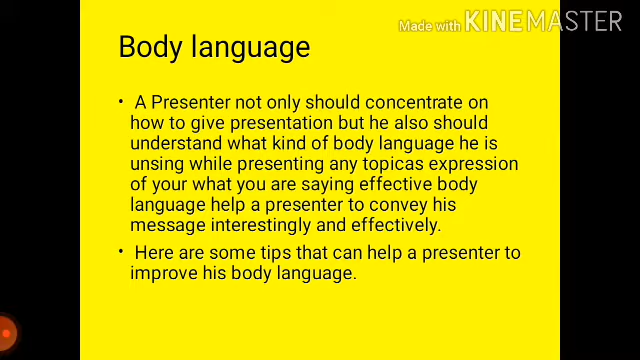 Made with KINEMASTER
Body language
• A Presenter not only should concentrate on
how to give presentation but he also should
understand what kind of body language he is
unsing while presenting any topicas expression
of your what you are saying effective body
language help a presenter to convey his
message interestingly and effectively.
• Here are some tips that can help a presenter to
improve his body language.